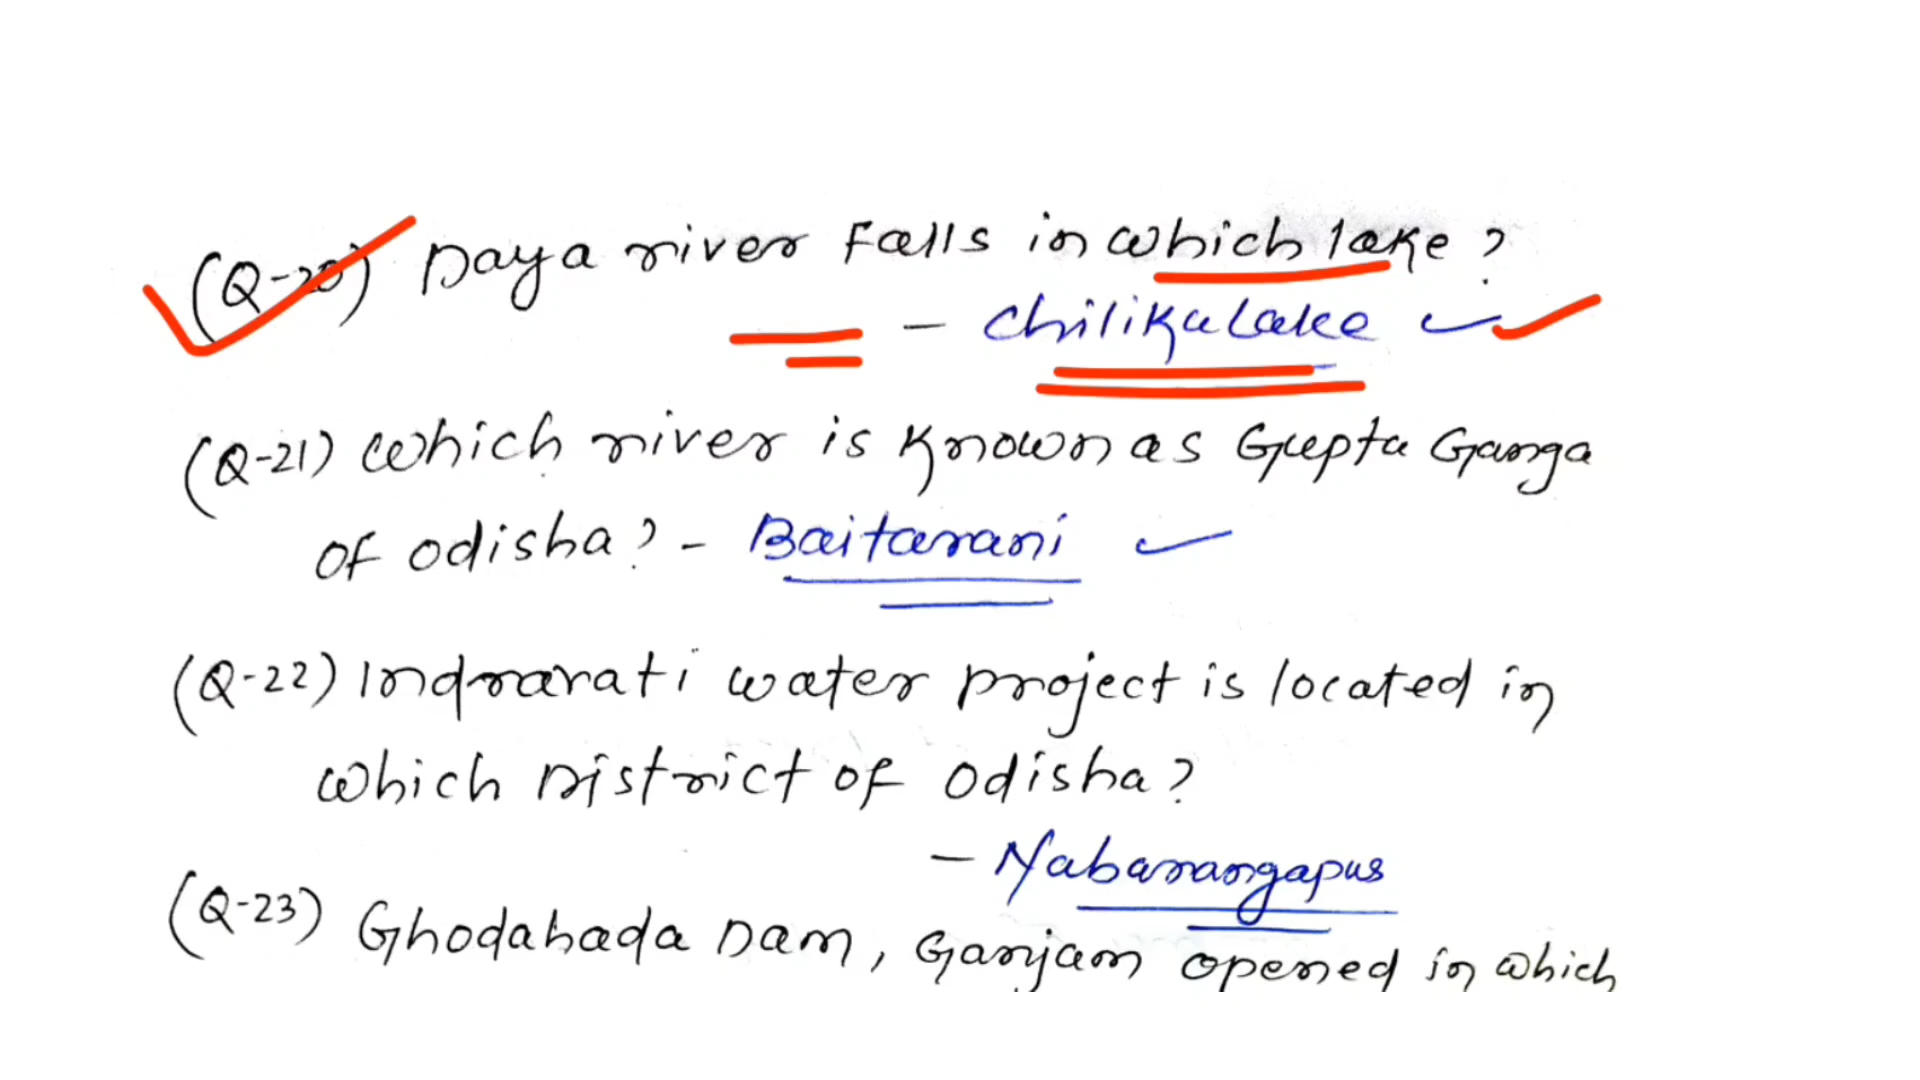 (Q-20) Daya river Falls in which lake?
- Chilika Lake
(Q-21) Which river is known as Gupta Ganga
of odisha? - Baitarani
(Q-22) Indravati water project is located in
which District of Odisha?
- Nabarangapur
(Q-23) Ghodahada Dam, Ganjam opened in which